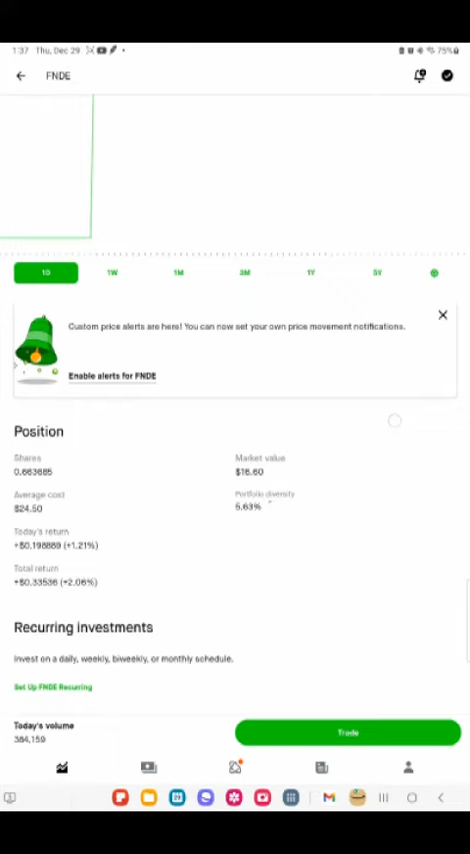 1:37 Thu, Dec 29
75%
FNDE
1D 1W 1M 3M 1Y 5Y
Custom price alerts are here! You can now set your own price movement notifications.
Enable alerts for FNDE
Position
Shares
0.663685
Market value
$16.60
Average cost
$24.50
Portfolio diversity
5.63%
Today's return
+$0.198889 (+1.21%)
Total return
+$0.33536 (+2.06%)
Recurring investments
Invest on a daily, weekly, biweekly, or monthly schedule.
Set Up FNDE Recurring
Today's volume
384,159
Trade